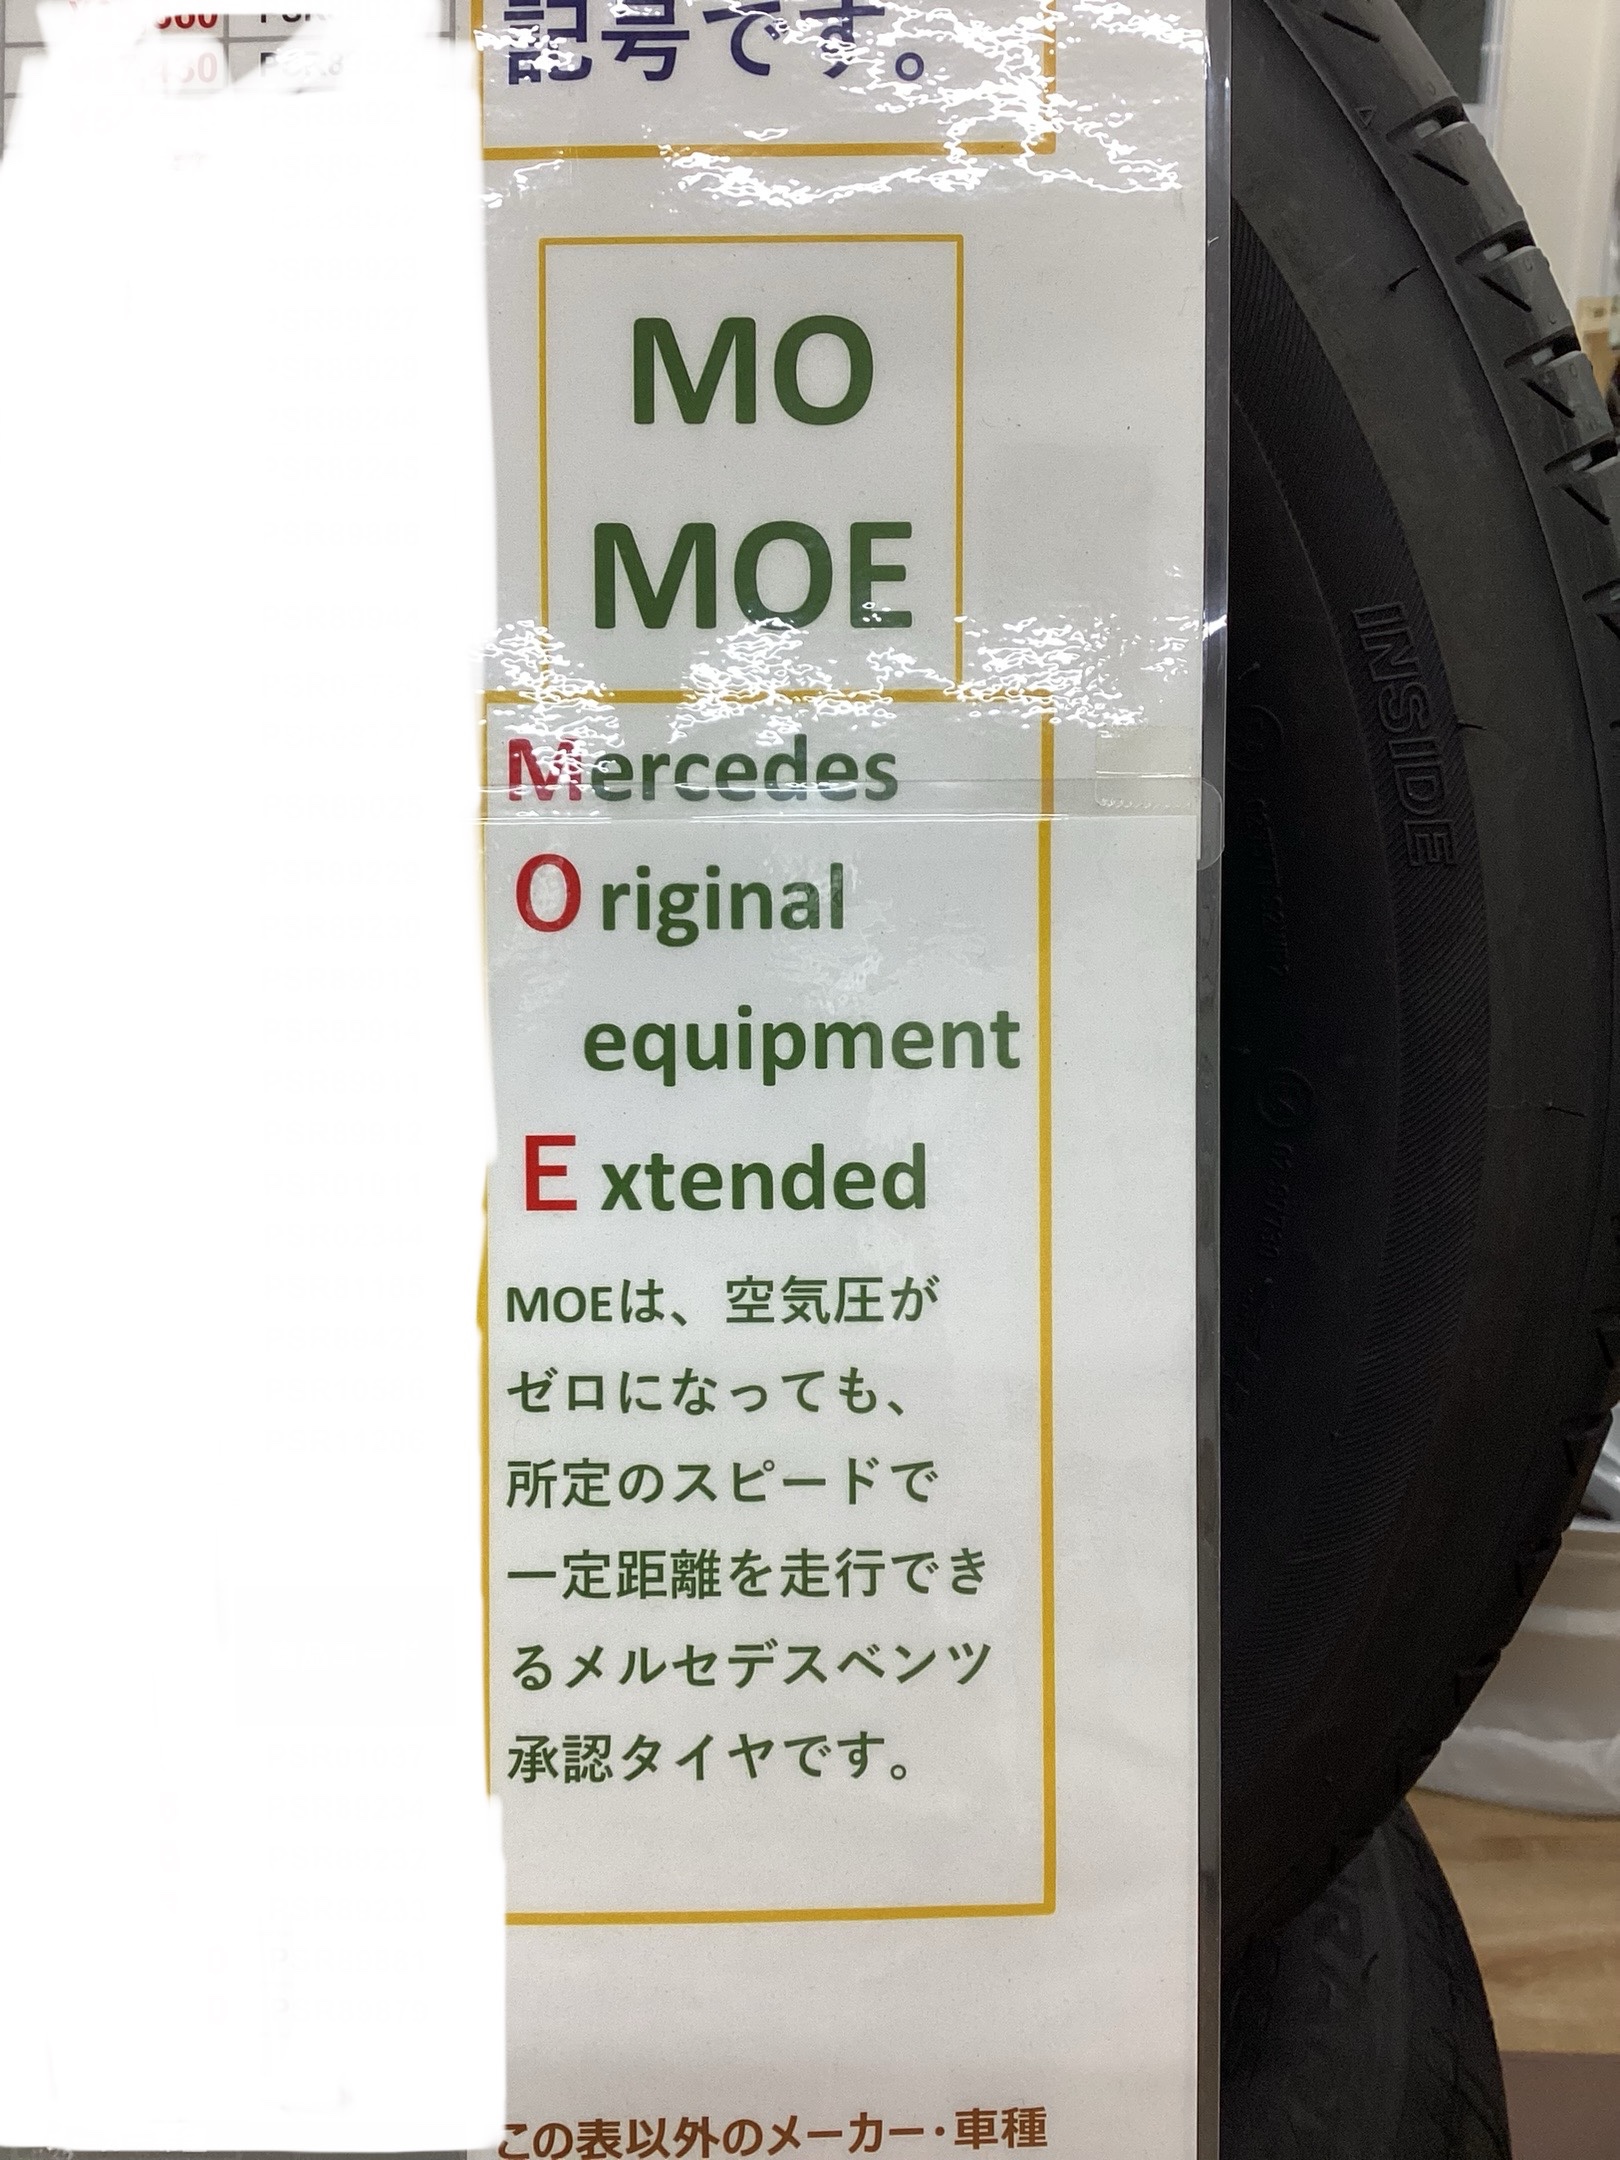 記号です。
MO
MOE
Mercedes
Original
equipment
Extended
MOEは、空気圧が
ゼロになっても、
所定のスピードで
一定距離を走行でき
るメルセデスベンツ
承認タイヤです。
この表以外のメーカー・車種
INSIDE